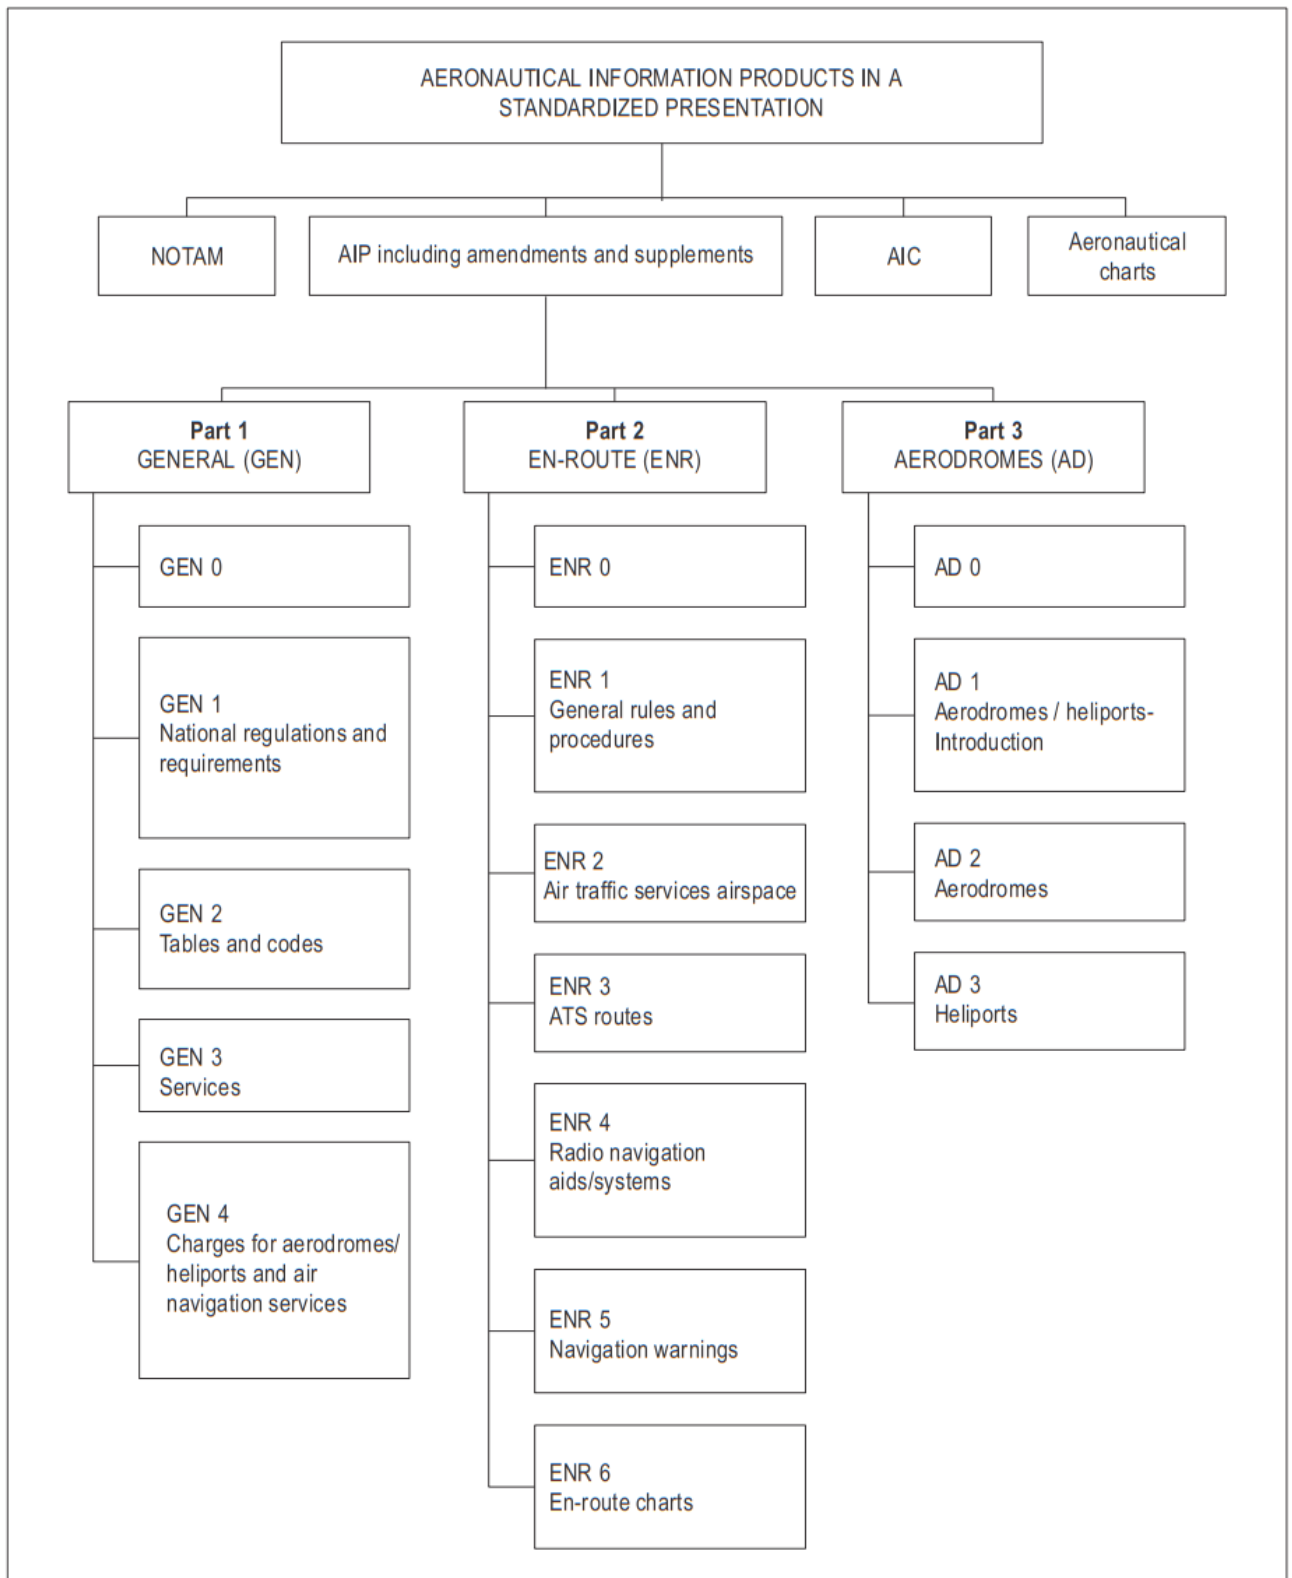 AERONAUTICAL INFORMATION PRODUCTS IN A
STANDARDIZED PRESENTATION
NOTAM
AIP including amendments and supplements
AIC
Aeronautical
charts
Part 1
GENERAL (GEN)
GEN 0
GEN 1
National regulations and
requirements
GEN 2
Tables and codes
GEN 3
Services
GEN 4
Charges for aerodromes/
heliports and air
navigation services
Part 2
EN-ROUTE (ENR)
ENR 0
ENR 1
General rules and
procedures
ENR 2
Air traffic services airspace
ENR 3
ATS routes
ENR 4
Radio navigation
aids/systems
ENR 5
Navigation warnings
ENR 6
En-route charts
Part 3
AERODROMES (AD)
AD 0
AD 1
Aerodromes / heliports-
Introduction
AD 2
Aerodromes
AD 3
Heliports